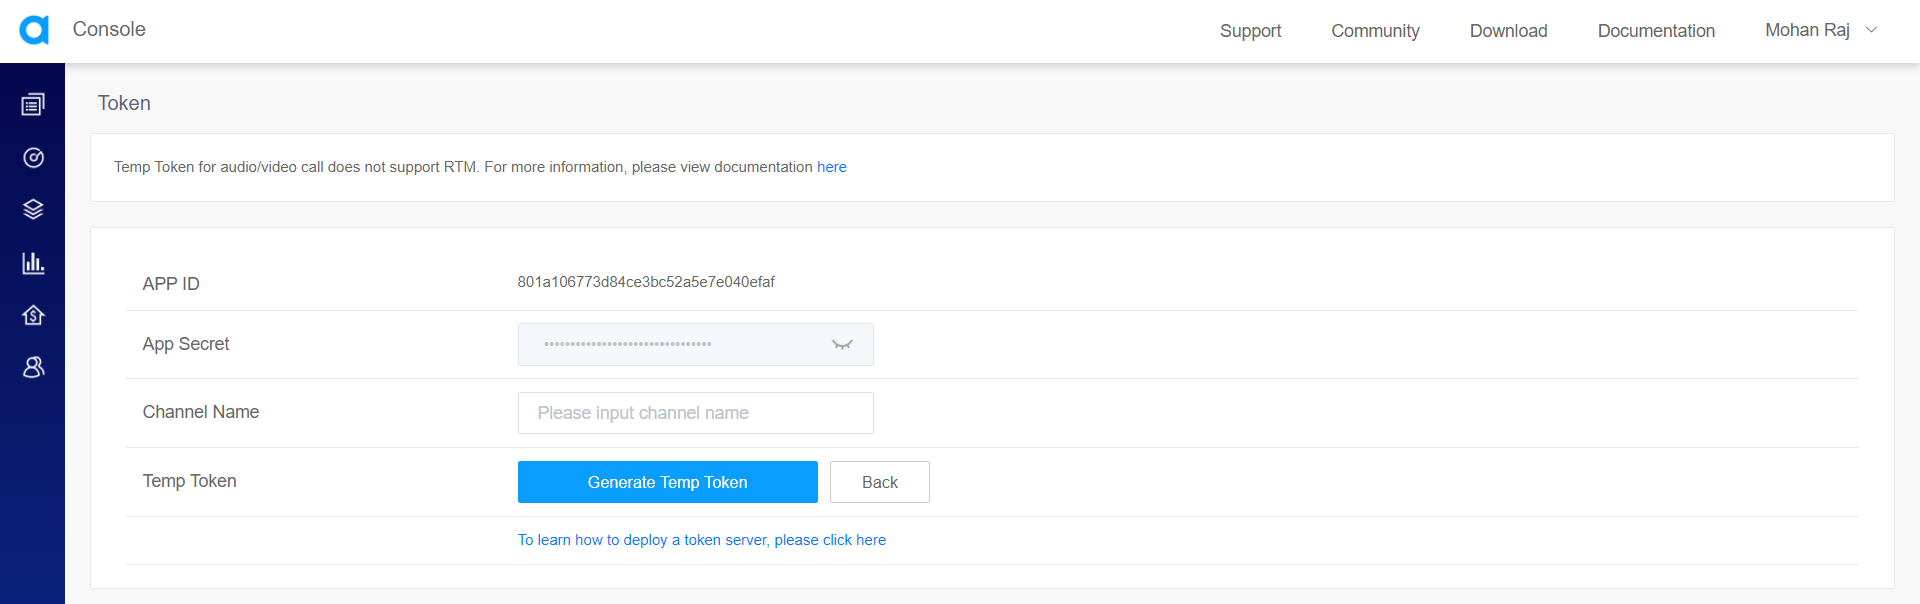 Console
Support Community Download Documentation Mohan Raj
Token
Temp Token for audio/video call does not support RTM. For more information, please view documentation here
APP ID 801a106773d84ce3bc52a5e7e040efaf
App Secret ••••••••••••••••••••••••••••••••
Channel Name Please input channel name
Temp Token Generate Temp Token Back
To learn how to deploy a token server, please click here